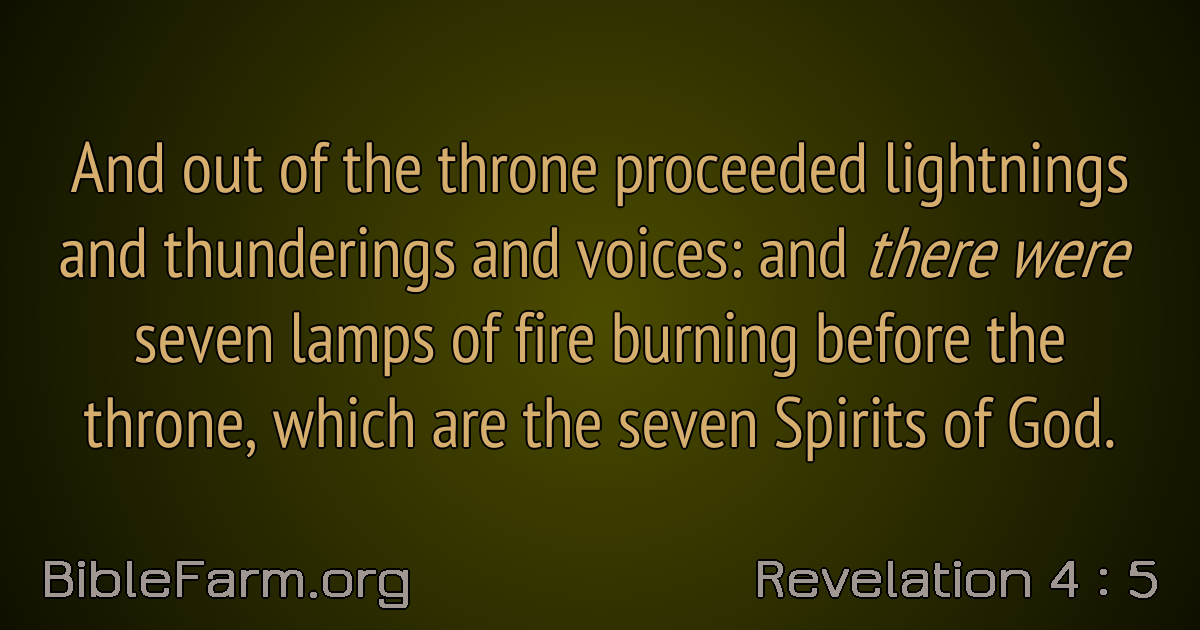 And out of the throne proceeded lightnings
and thunderings and voices: and there were
seven lamps of fire burning before the
throne, which are the seven Spirits of God.
BibleFarm.org
Revelation 4 : 5